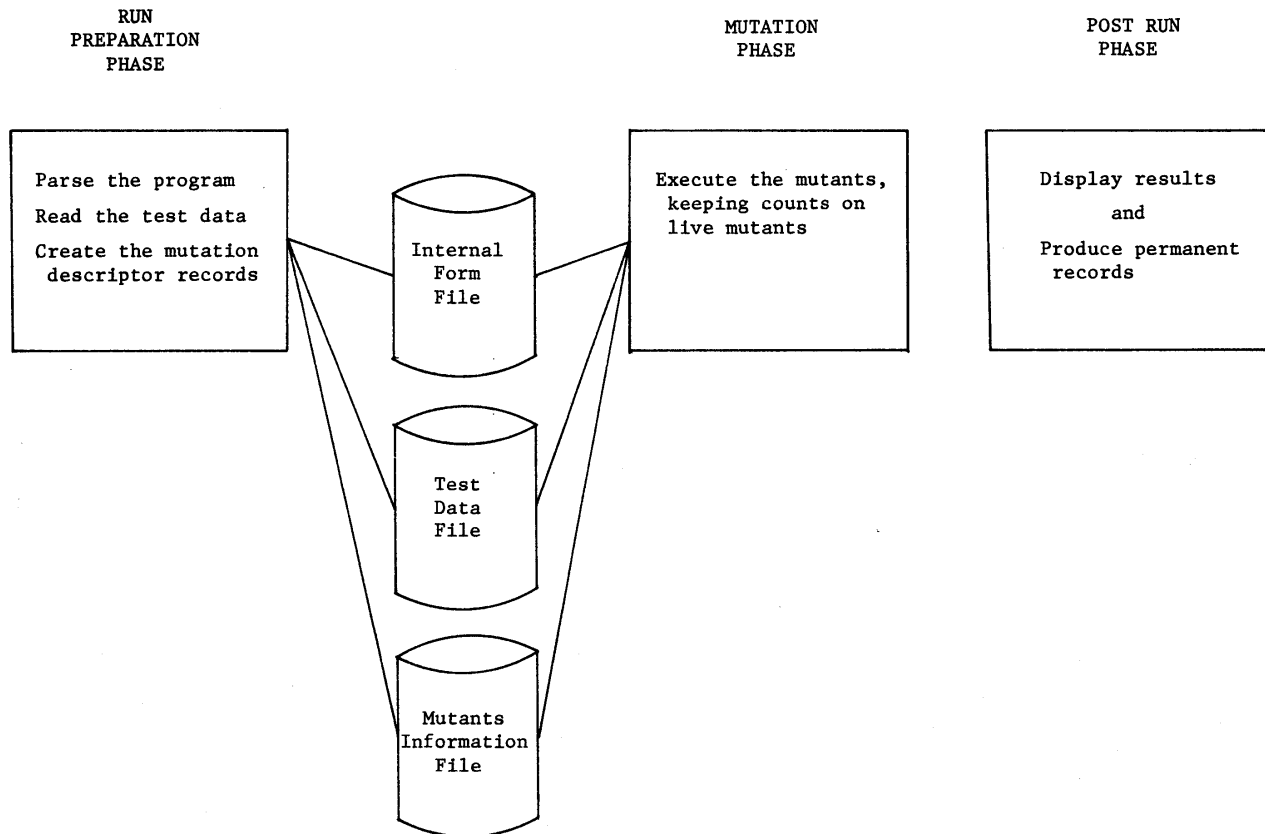 RUN
PREPARATION
PHASE
MUTATION
PHASE
POST RUN
PHASE
Parse the program
Read the test data
Create the mutation
descriptor records
Internal
Form
File
Test
Data
File
Mutants
Information
File
Execute the mutants,
keeping counts on
live mutants
Display results
and
Produce permanent
records